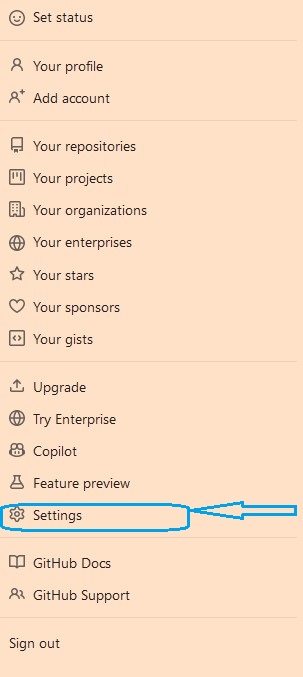 Set status
Your profile
Add account
Your repositories
Your projects
Your organizations
Your enterprises
Your stars
Your sponsors
Your gists
Upgrade
Try Enterprise
Copilot
Feature preview
Settings
GitHub Docs
GitHub Support
Sign out